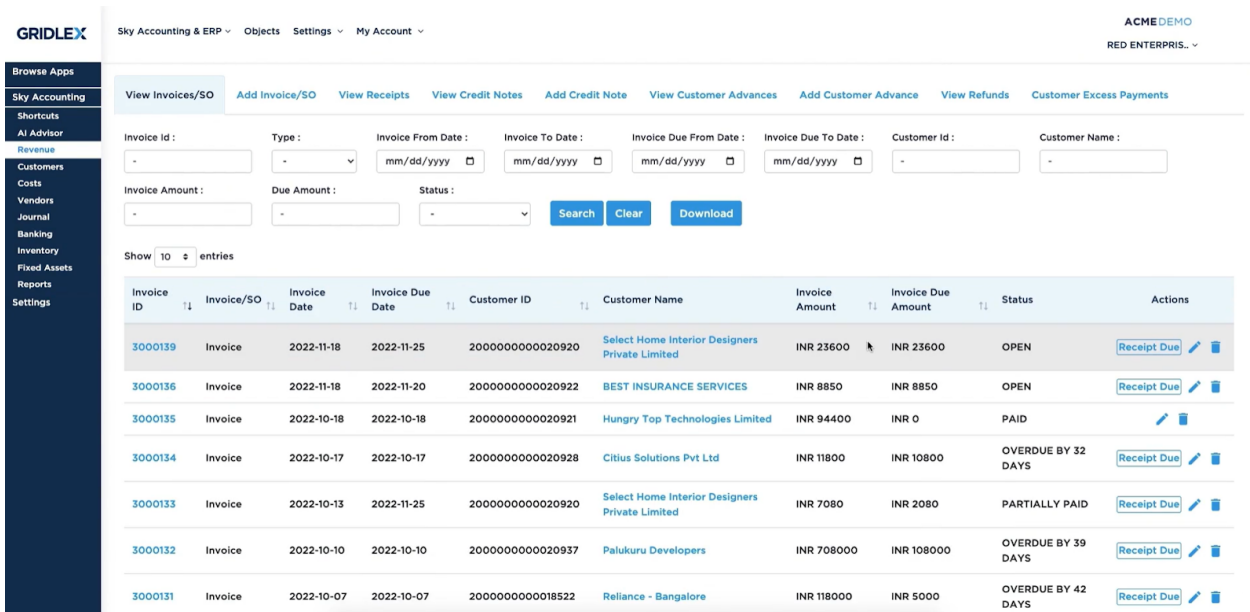 GRIDLEX
Sky Accounting & ERP Objects Settings My Account
ACMEDEMO
RED ENTERPRIS..
Browse Apps
Sky Accounting
Shortcuts
AI Advisor
Revenue
Customers
Costs
Vendors
Journal
Banking
Inventory
Fixed Assets
Reports
Settings
View Invoices/SO Add Invoice/SO View Receipts View Credit Notes Add Credit Note View Customer Advances Add Customer Advance View Refunds Customer Excess Payments
Invoice Id : Type : Invoice From Date : Invoice To Date : Invoice Due From Date : Invoice Due To Date : Customer Id : Customer Name :
- - mm/dd/yyyy mm/dd/yyyy mm/dd/yyyy mm/dd/yyyy - -
Invoice Amount : Due Amount : Status :
- - - Search Clear Download
Show 10 entries
Invoice ID Invoice/SO Invoice Date Invoice Due Date Customer ID Customer Name Invoice Amount Invoice Due Amount Status Actions
3000139 Invoice 2022-11-18 2022-11-25 2000000000020920 Select Home Interior Designers Private Limited INR 23600 INR 23600 OPEN Receipt Due
3000136 Invoice 2022-11-18 2022-11-20 2000000000020922 BEST INSURANCE SERVICES INR 8850 INR 8850 OPEN Receipt Due
3000135 Invoice 2022-10-18 2022-10-18 2000000000020921 Hungry Top Technologies Limited INR 94400 INR 0 PAID
3000134 Invoice 2022-10-17 2022-10-17 2000000000020928 Citius Solutions Pvt Ltd INR 11800 INR 10800 OVERDUE BY 32 DAYS Receipt Due
3000133 Invoice 2022-10-13 2022-11-25 2000000000020920 Select Home Interior Designers Private Limited INR 7080 INR 2080 PARTIALLY PAID Receipt Due
3000132 Invoice 2022-10-10 2022-10-10 2000000000020937 Palukuru Developers INR 708000 INR 108000 OVERDUE BY 39 DAYS Receipt Due
3000131 Invoice 2022-10-07 2022-10-07 2000000000018522 Reliance - Bangalore INR 118000 INR 5000 OVERDUE BY 42 DAYS Receipt Due